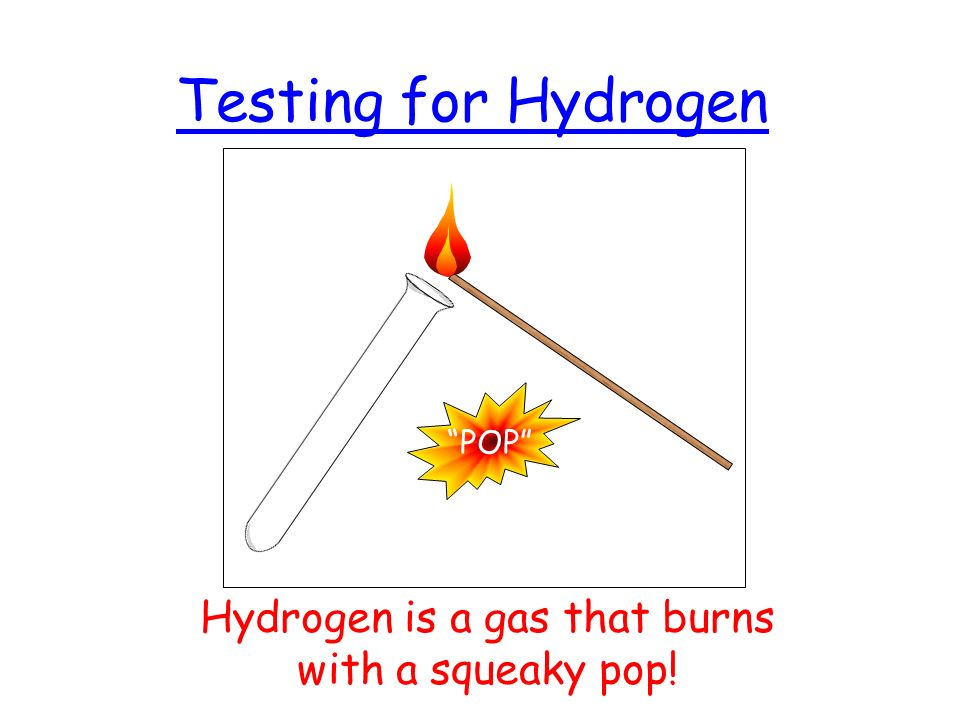 Testing for Hydrogen
“POP”
Hydrogen is a gas that burns
with a squeaky pop!